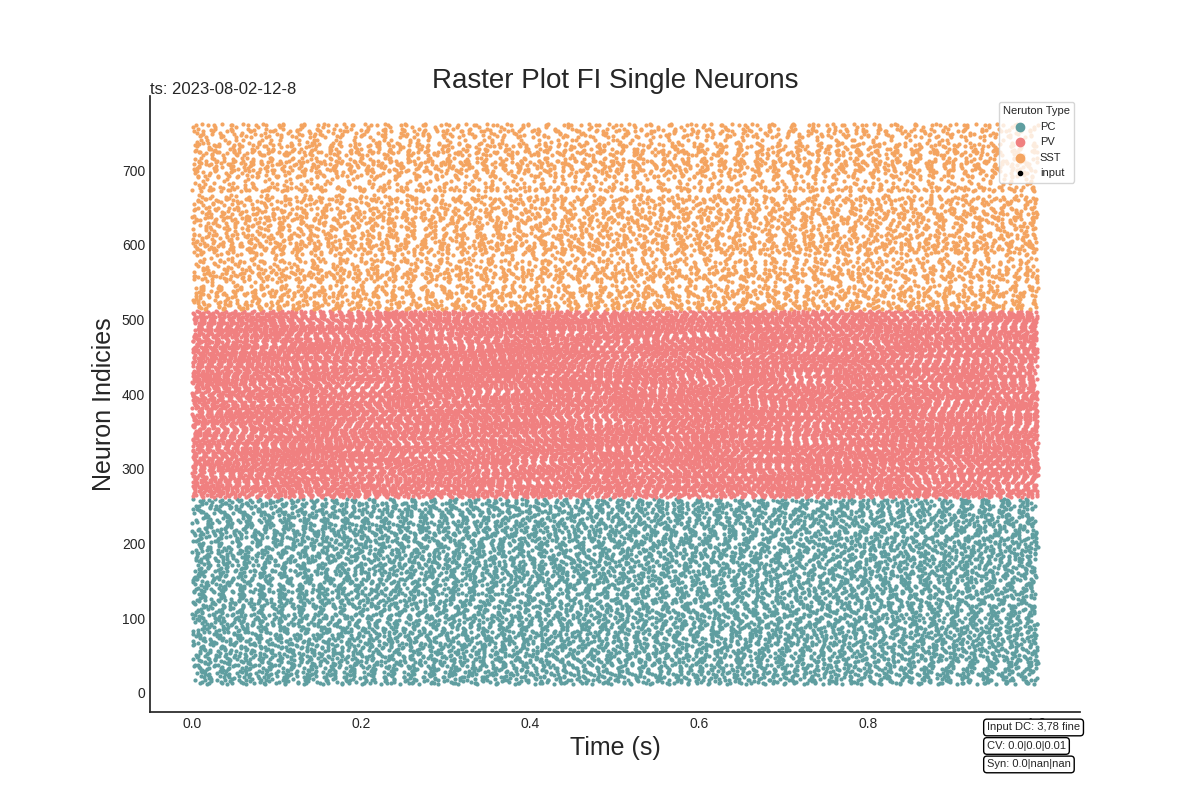 Raster Plot FI Single Neurons
ts: 2023-08-02-12-8
Neruton Type
PC
PV
SST
input
Neuron Indicies
700
600
500
400
300
200
100
0
0.0 0.2 0.4 0.6 0.8
Time (s)
Input DC: 3,78 fine
CV: 0.0|0.0|0.01
Syn: 0.0|nan|nan